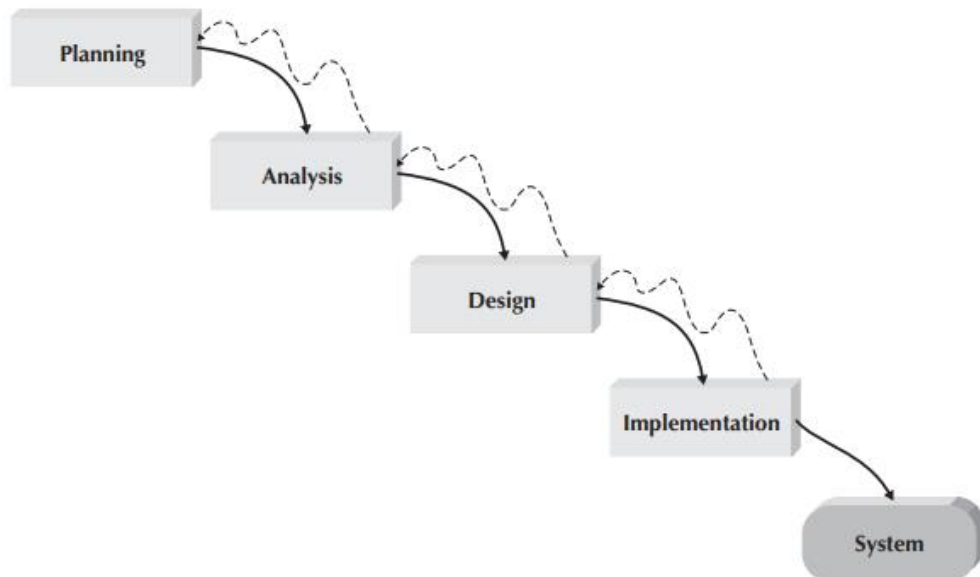 Planning
Analysis
Design
Implementation
System